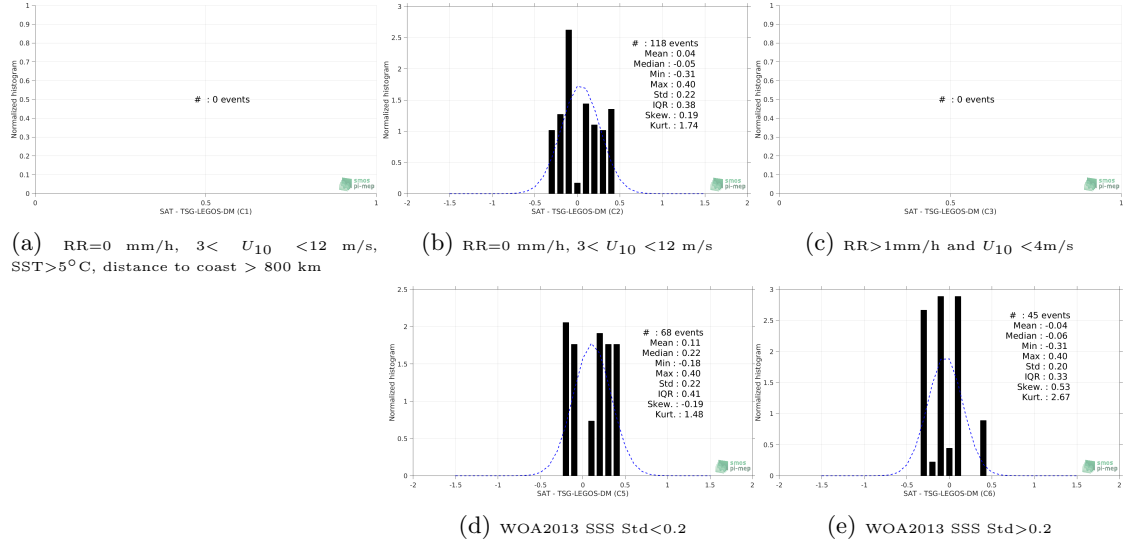 Normalized histogram
1
0.9
0.8
0.7
0.6
0.5
0.4
0.3
0.2
0.1
0
# : 0 events
0 0.5 1
SAT - TSG-LEGOS-DM (C1)
smos
pi-mep
(a) RR=0 mm/h, 3< U10 <12 m/s,
SST>5°C, distance to coast > 800 km
Normalized histogram
3
2.5
2
1.5
1
0.5
0
# : 118 events
Mean : 0.04
Median : -0.05
Min : -0.31
Max : 0.40
Std : 0.22
IQR : 0.38
Skew. : 0.19
Kurt. : 1.74
-2 -1.5 -1 -0.5 0 0.5 1 1.5 2
SAT - TSG-LEGOS-DM (C2)
smos
pi-mep
(b) RR=0 mm/h, 3< U10 <12 m/s
Normalized histogram
1
0.9
0.8
0.7
0.6
0.5
0.4
0.3
0.2
0.1
0
# : 0 events
0 0.5 1
SAT - TSG-LEGOS-DM (C3)
smos
pi-mep
(c) RR>1mm/h and U10 <4m/s
Normalized histogram
2.5
2
1.5
1
0.5
0
# : 68 events
Mean : 0.11
Median : 0.22
Min : -0.18
Max : 0.40
Std : 0.22
IQR : 0.41
Skew. : -0.19
Kurt. : 1.48
-2 -1.5 -1 -0.5 0 0.5 1 1.5 2
SAT - TSG-LEGOS-DM (C5)
smos
pi-mep
(d) WOA2013 SSS Std<0.2
Normalized histogram
3
2.5
2
1.5
1
0.5
0
# : 45 events
Mean : -0.04
Median : -0.06
Min : -0.31
Max : 0.40
Std : 0.20
IQR : 0.33
Skew. : 0.53
Kurt. : 2.67
-2 -1.5 -1 -0.5 0 0.5 1 1.5 2
SAT - TSG-LEGOS-DM (C6)
smos
pi-mep
(e) WOA2013 SSS Std>0.2